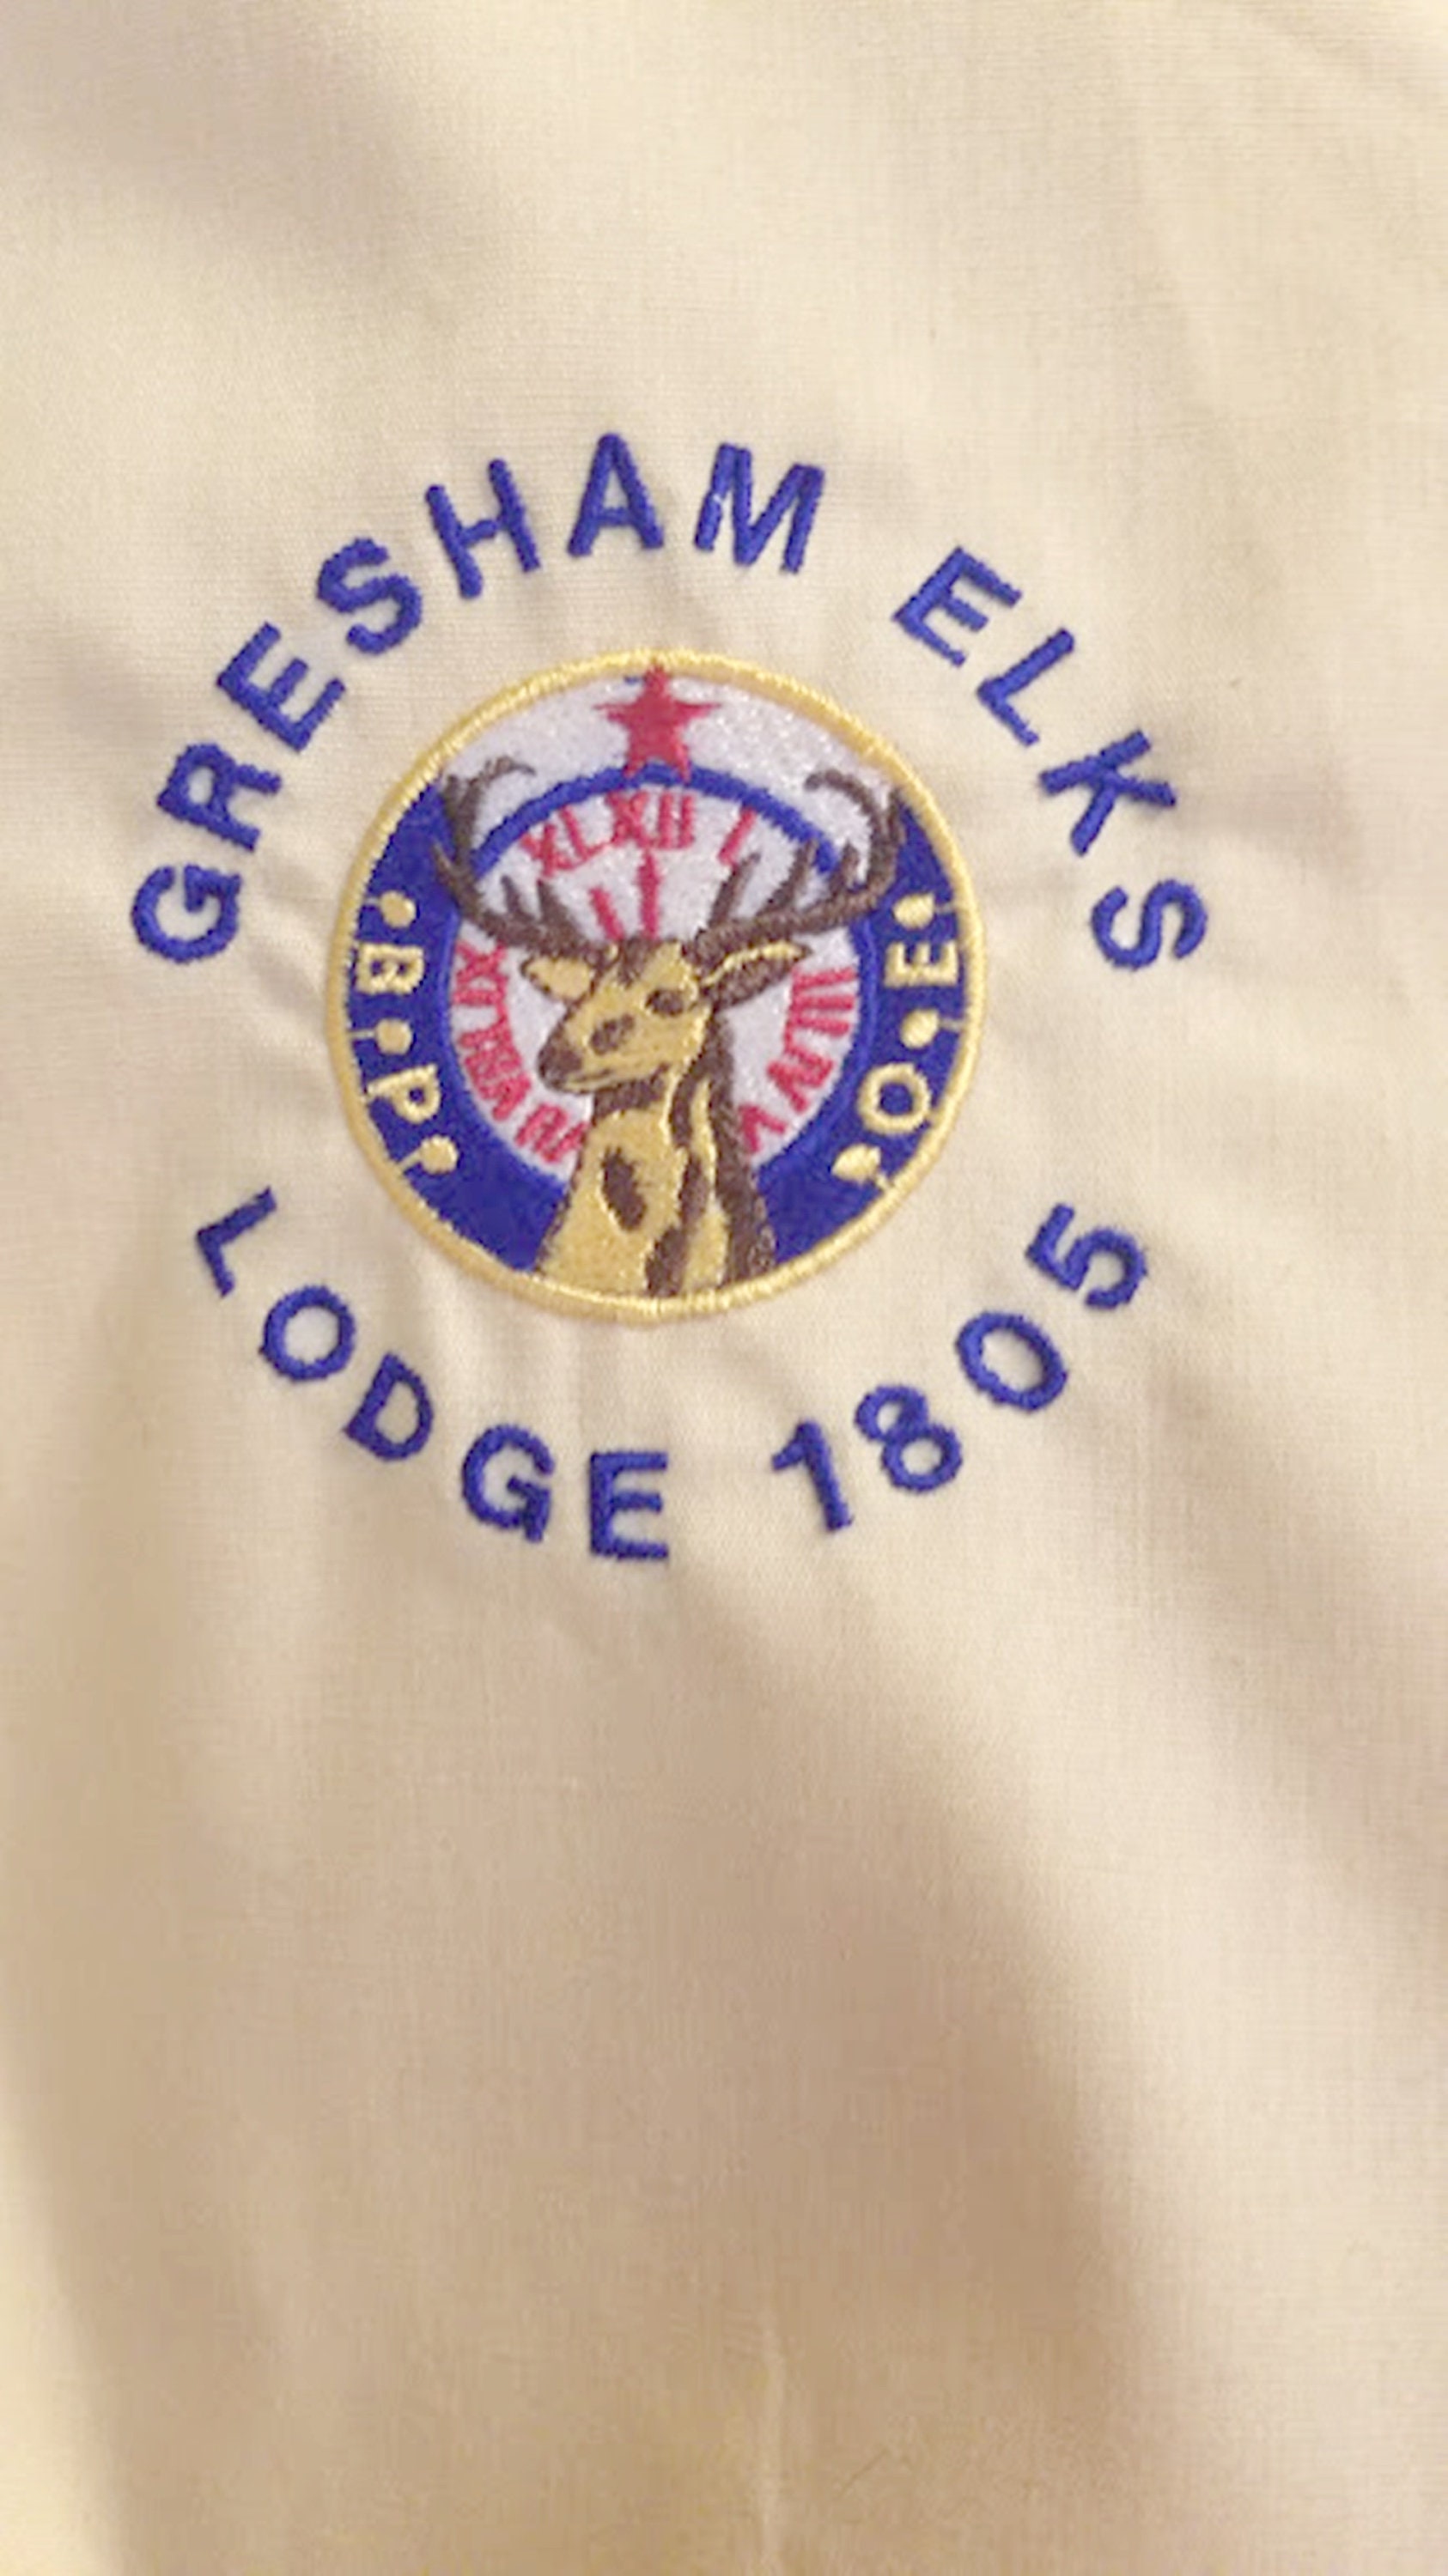 GRESHAM ELKS
B.P.
O.E.
LODGE 1805